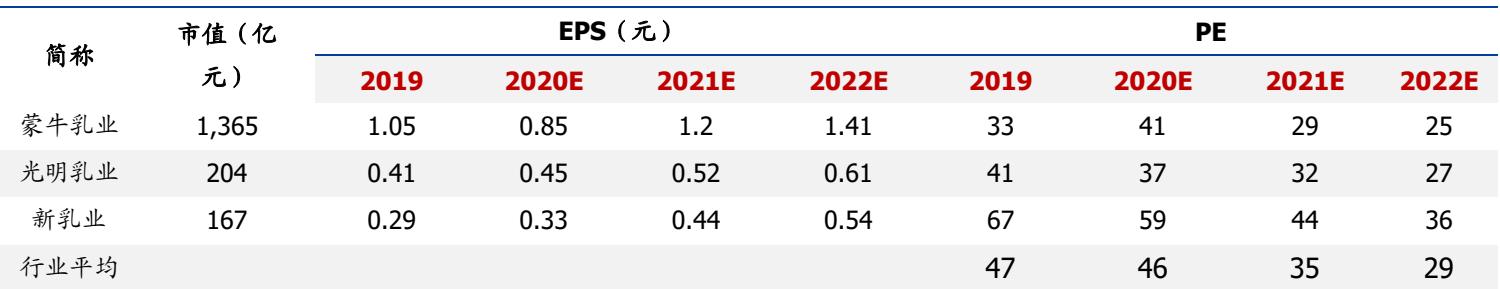 简称 市值（亿元） EPS（元） PE
2019 2020E 2021E 2022E 2019 2020E 2021E 2022E
蒙牛乳业 1,365 1.05 0.85 1.2 1.41 33 41 29 25
光明乳业 204 0.41 0.45 0.52 0.61 41 37 32 27
新乳业 167 0.29 0.33 0.44 0.54 67 59 44 36
行业平均 47 46 35 29